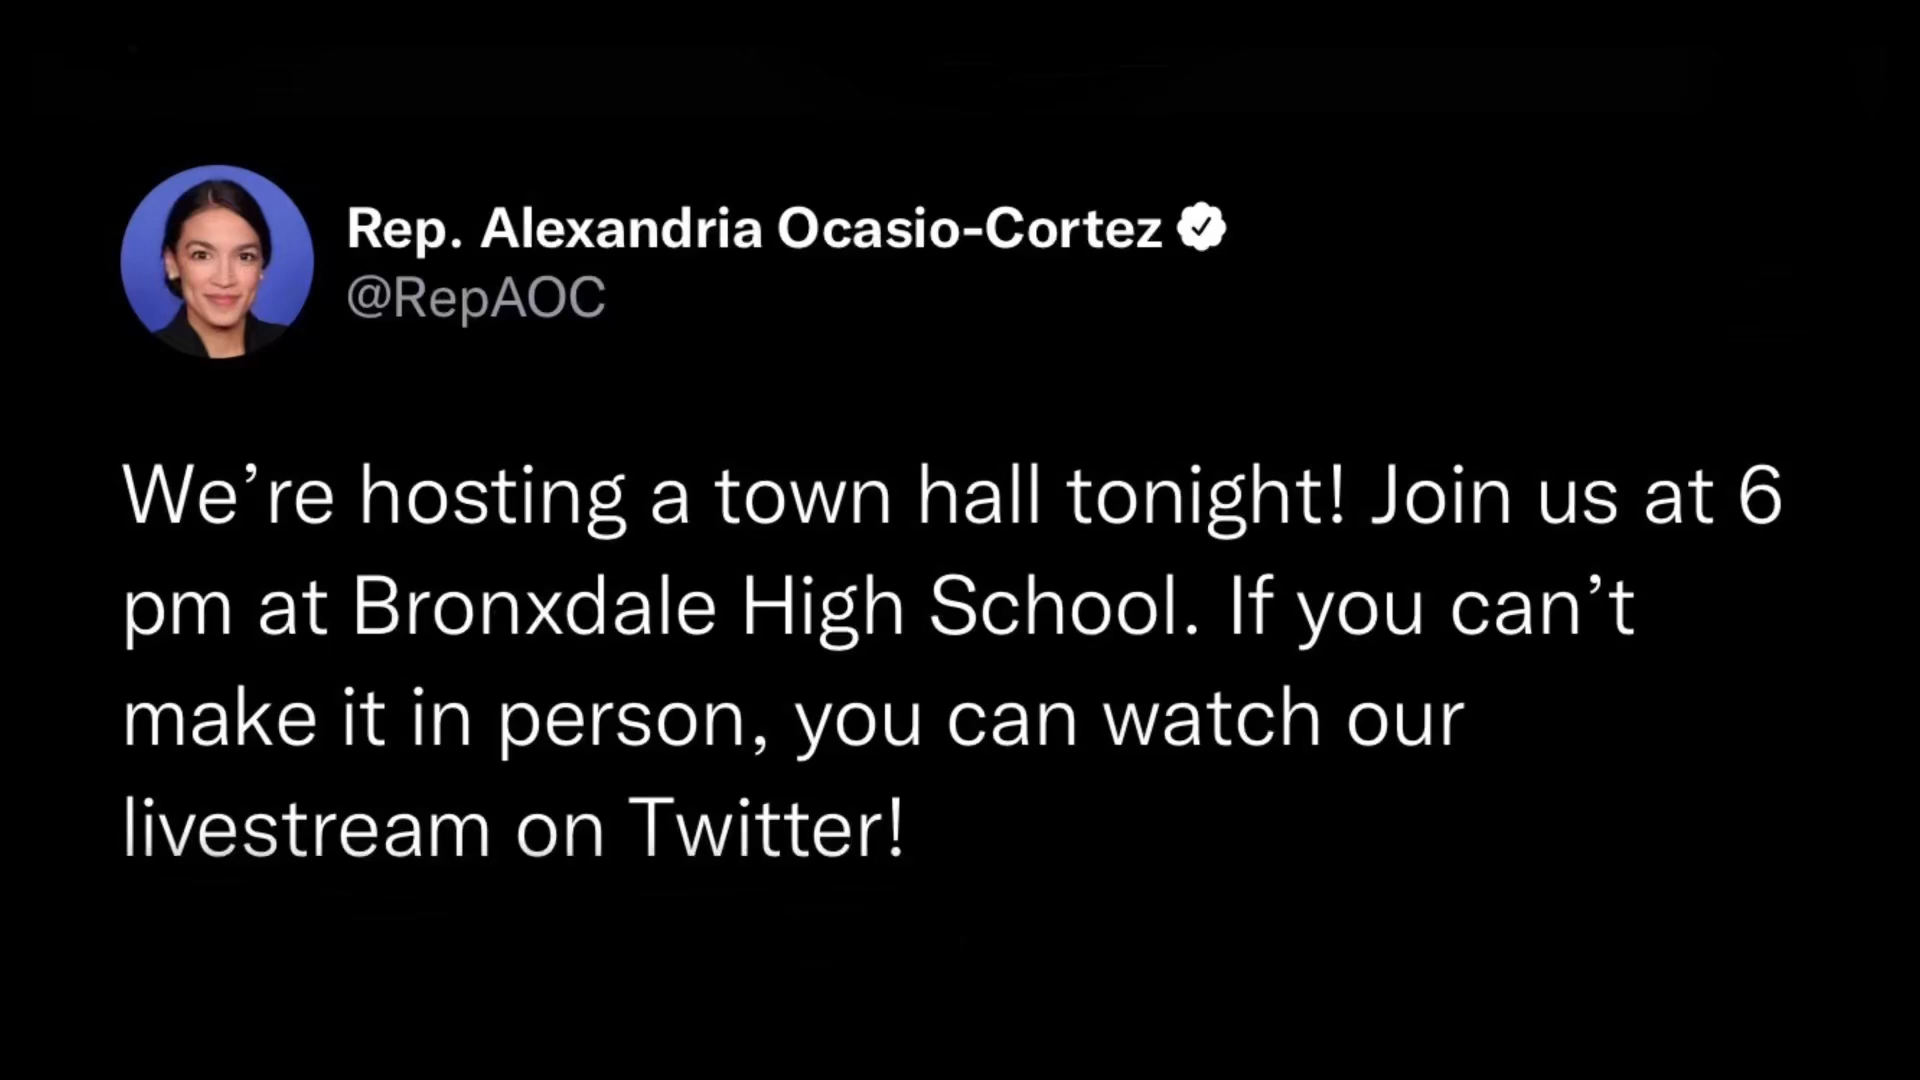 Rep. Alexandria Ocasio-Cortez
@RepAOC
We’re hosting a town hall tonight! Join us at 6
pm at Bronxdale High School. If you can’t
make it in person, you can watch our
livestream on Twitter!